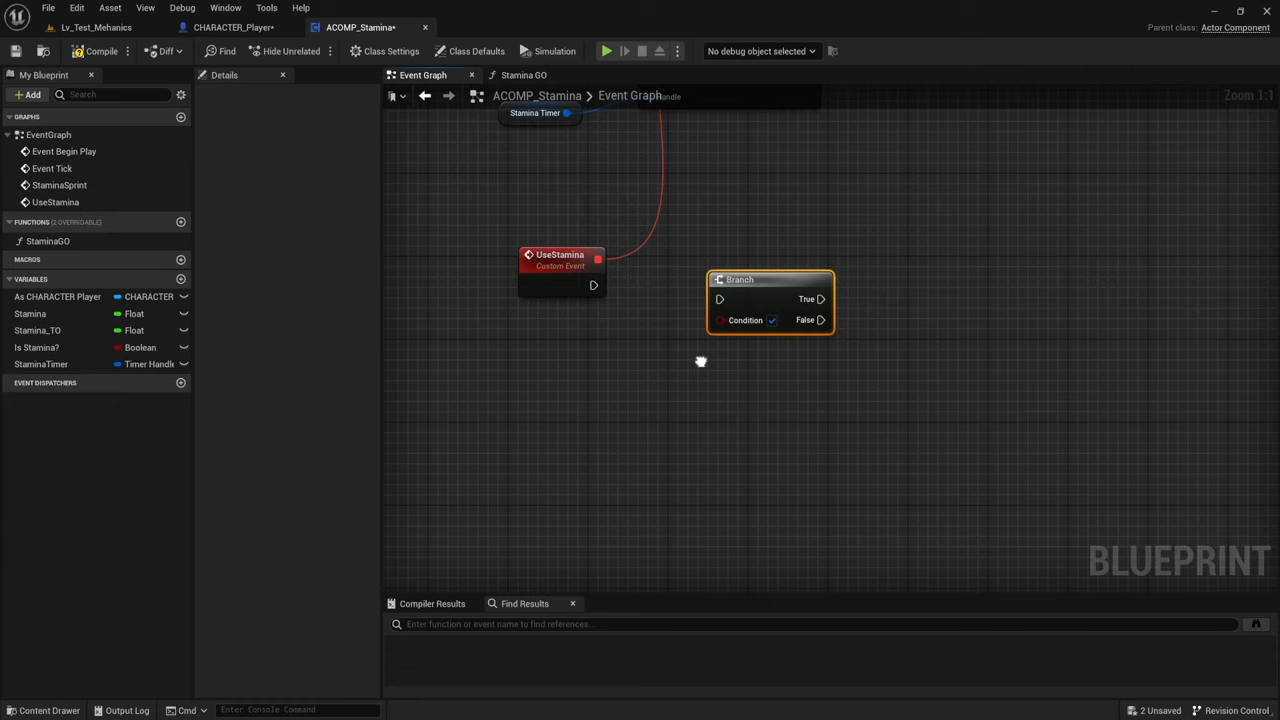 File Edit Asset View Debug Window Tools Help
Lv_Test_Mehanics CHARACTER_Player• ACOMP_Stamina•
Parent class: Actor Component
Compile Diff Find Hide Unrelated Class Settings Class Defaults Simulation No debug object selected
My Blueprint Details Event Graph Stamina GO
Add Search
ACOMP_Stamina > Event Graph
Handle
Zoom 1:1
Stamina Timer
GRAPHS
EventGraph
Event Begin Play
Event Tick
StaminaSprint
UseStamina
FUNCTIONS (2 OVERRIDABLE)
StaminaGO
MACROS
VARIABLES
As CHARACTER Player CHARACTER
Stamina Float
Stamina_TO Float
Is Stamina? Boolean
StaminaTimer Timer Handle
EVENT DISPATCHERS
UseStamina
Custom Event
Branch
True
Condition False
BLUEPRINT
Compiler Results Find Results
Enter function or event name to find references...
Content Drawer Output Log Cmd Enter Console Command 2 Unsaved Revision Control